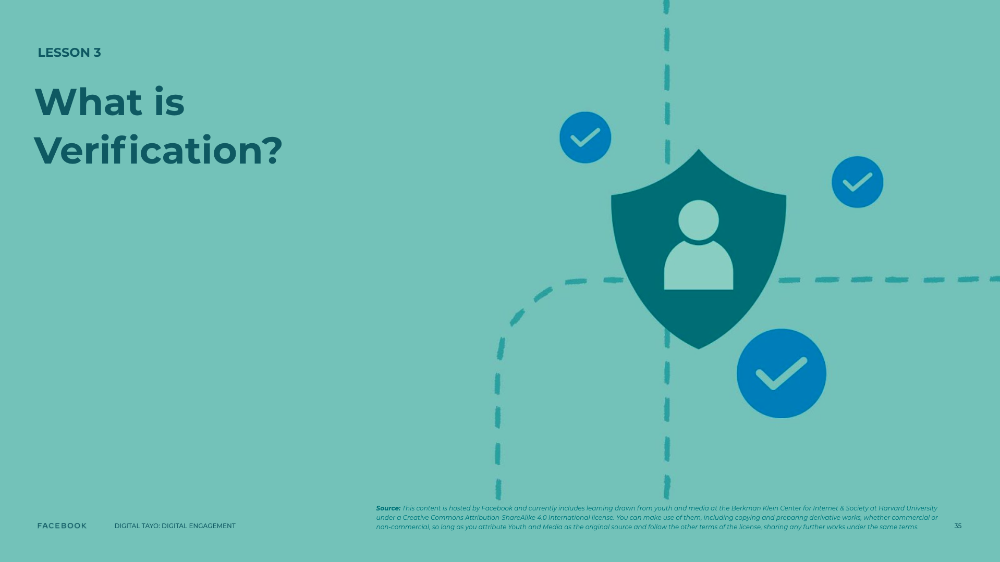 LESSON 3
What is
Verification?
Source: This content is hosted by Facebook and currently includes learning drawn from youth and media at the Berkman Klein Center for Internet & Society at Harvard University
under a Creative Commons Attribution-ShareAlike 4.0 International license. You can make use of them, including copying and preparing derivative works, whether commercial or
non-commercial, so long as you attribute Youth and Media as the original source and follow the other terms of the license, sharing any further works under the same terms.
FACEBOOK
DIGITAL TAYO: DIGITAL ENGAGEMENT
35